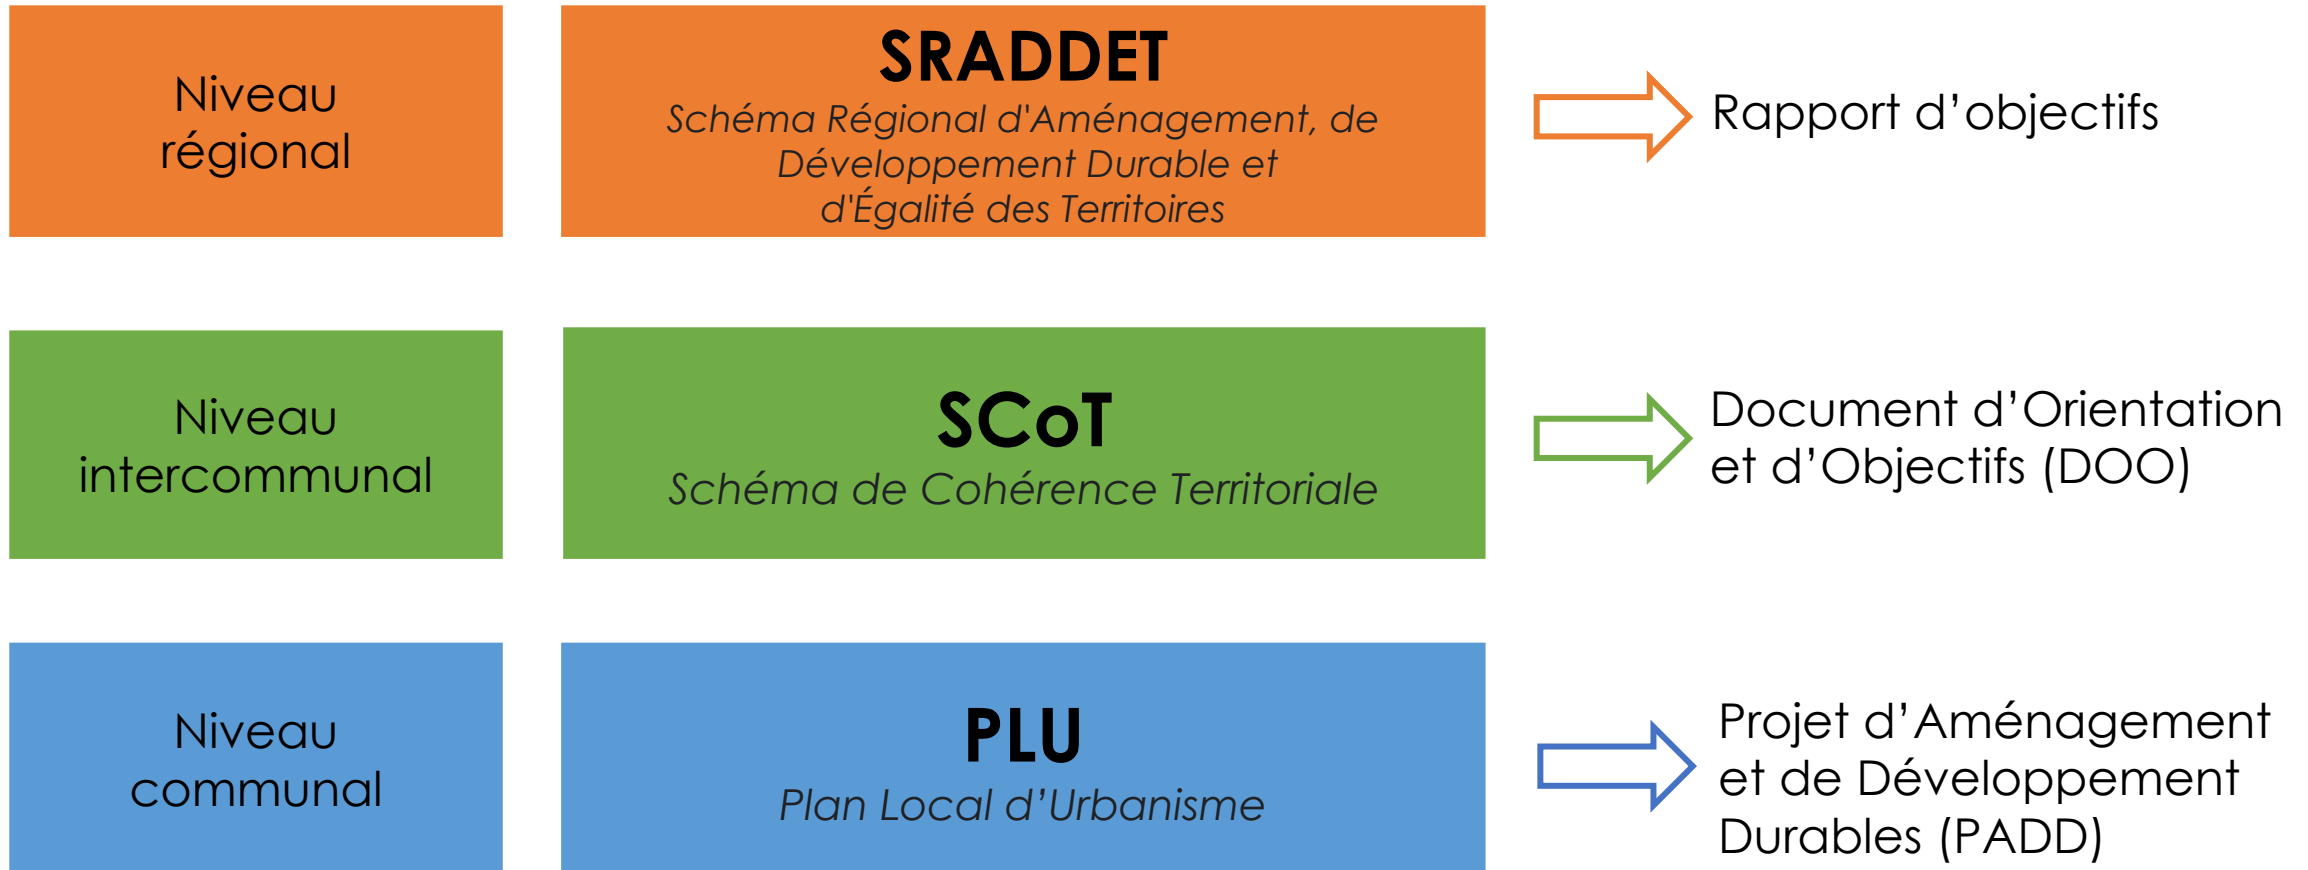 Niveau
régional
SRADDET
Schéma Régional d'Aménagement, de
Développement Durable et
d'Égalité des Territoires
Rapport d’objectifs
Niveau
intercommunal
SCoT
Schéma de Cohérence Territoriale
Document d’Orientation
et d’Objectifs (DOO)
Niveau
communal
PLU
Plan Local d’Urbanisme
Projet d’Aménagement
et de Développement
Durables (PADD)